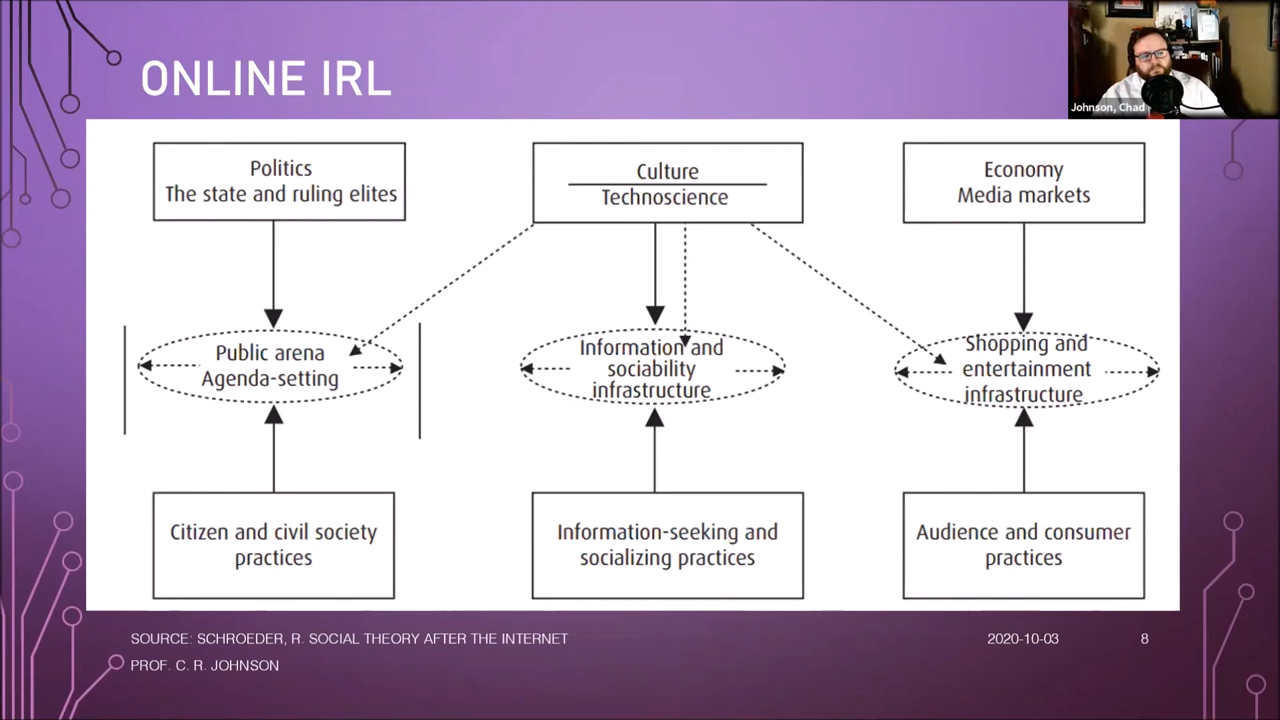 ONLINE IRL
Johnson, Chad
Politics
The state and ruling elites
Culture
Technoscience
Economy
Media markets
Public arena
Agenda-setting
Information and
sociability
infrastructure
Shopping and
entertainment
infrastructure
Citizen and civil society
practices
Information-seeking and
socializing practices
Audience and consumer
practices
SOURCE: SCHROEDER, R. SOCIAL THEORY AFTER THE INTERNET
2020-10-03
8
PROF. C. R. JOHNSON